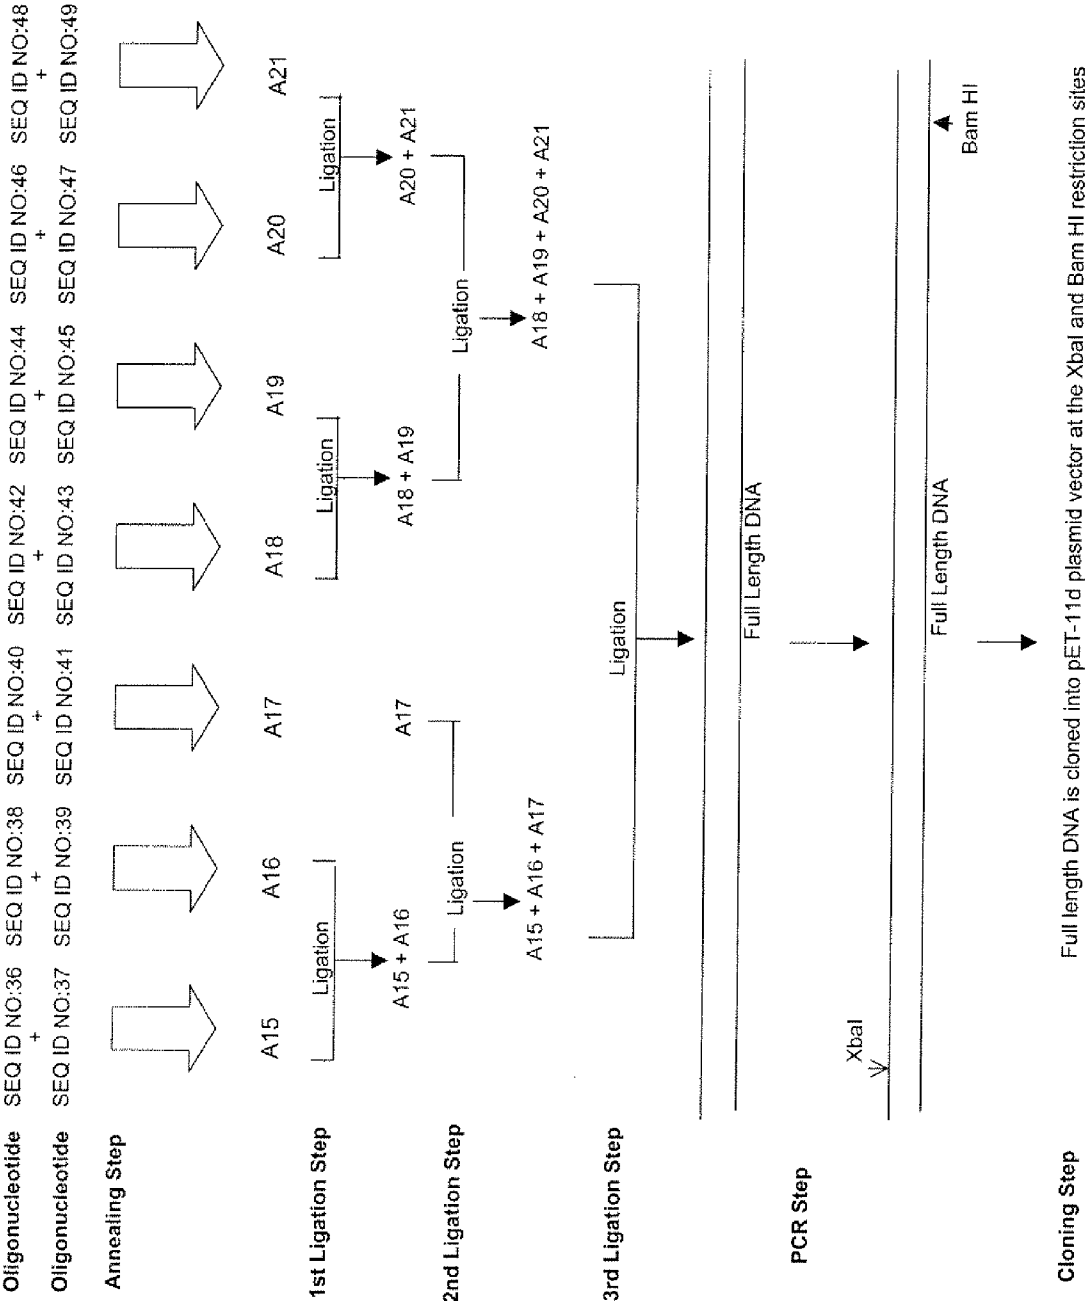 Oligonucleotide SEQ ID NO:36 SEQ ID NO:38 SEQ ID NO:40 SEQ ID NO:42 SEQ ID NO:44 SEQ ID NO:46 SEQ ID NO:48
+ + + + + + +
Oligonucleotide SEQ ID NO:37 SEQ ID NO:39 SEQ ID NO:41 SEQ ID NO:43 SEQ ID NO:45 SEQ ID NO:47 SEQ ID NO:49
Annealing Step
A15 A16 A17 A18 A19 A20 A21
1st Ligation Step Ligation Ligation Ligation
A15 + A16 A17 A18 + A19 A20 + A21
2nd Ligation Step Ligation Ligation
A15 + A16 + A17 A18 + A19 + A20 + A21
3rd Ligation Step Ligation
Full Length DNA
PCR Step
XbaI
Full Length DNA
Bam HI
Cloning Step Full length DNA is cloned into pET-11d plasmid vector at the XbaI and Bam HI restriction sites